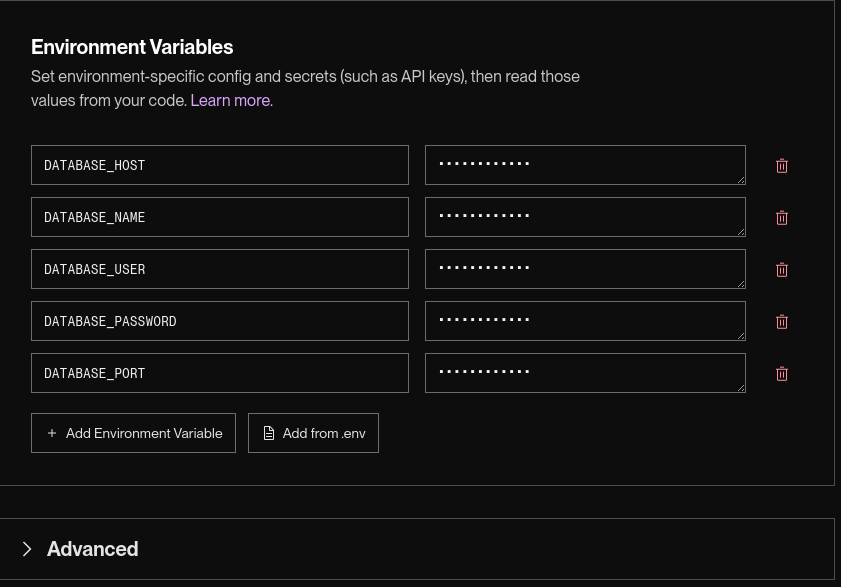 Environment Variables
Set environment-specific config and secrets (such as API keys), then read those
values from your code. Learn more.
DATABASE_HOST ············
DATABASE_NAME ············
DATABASE_USER ············
DATABASE_PASSWORD ············
DATABASE_PORT ············
+ Add Environment Variable Add from .env
Advanced